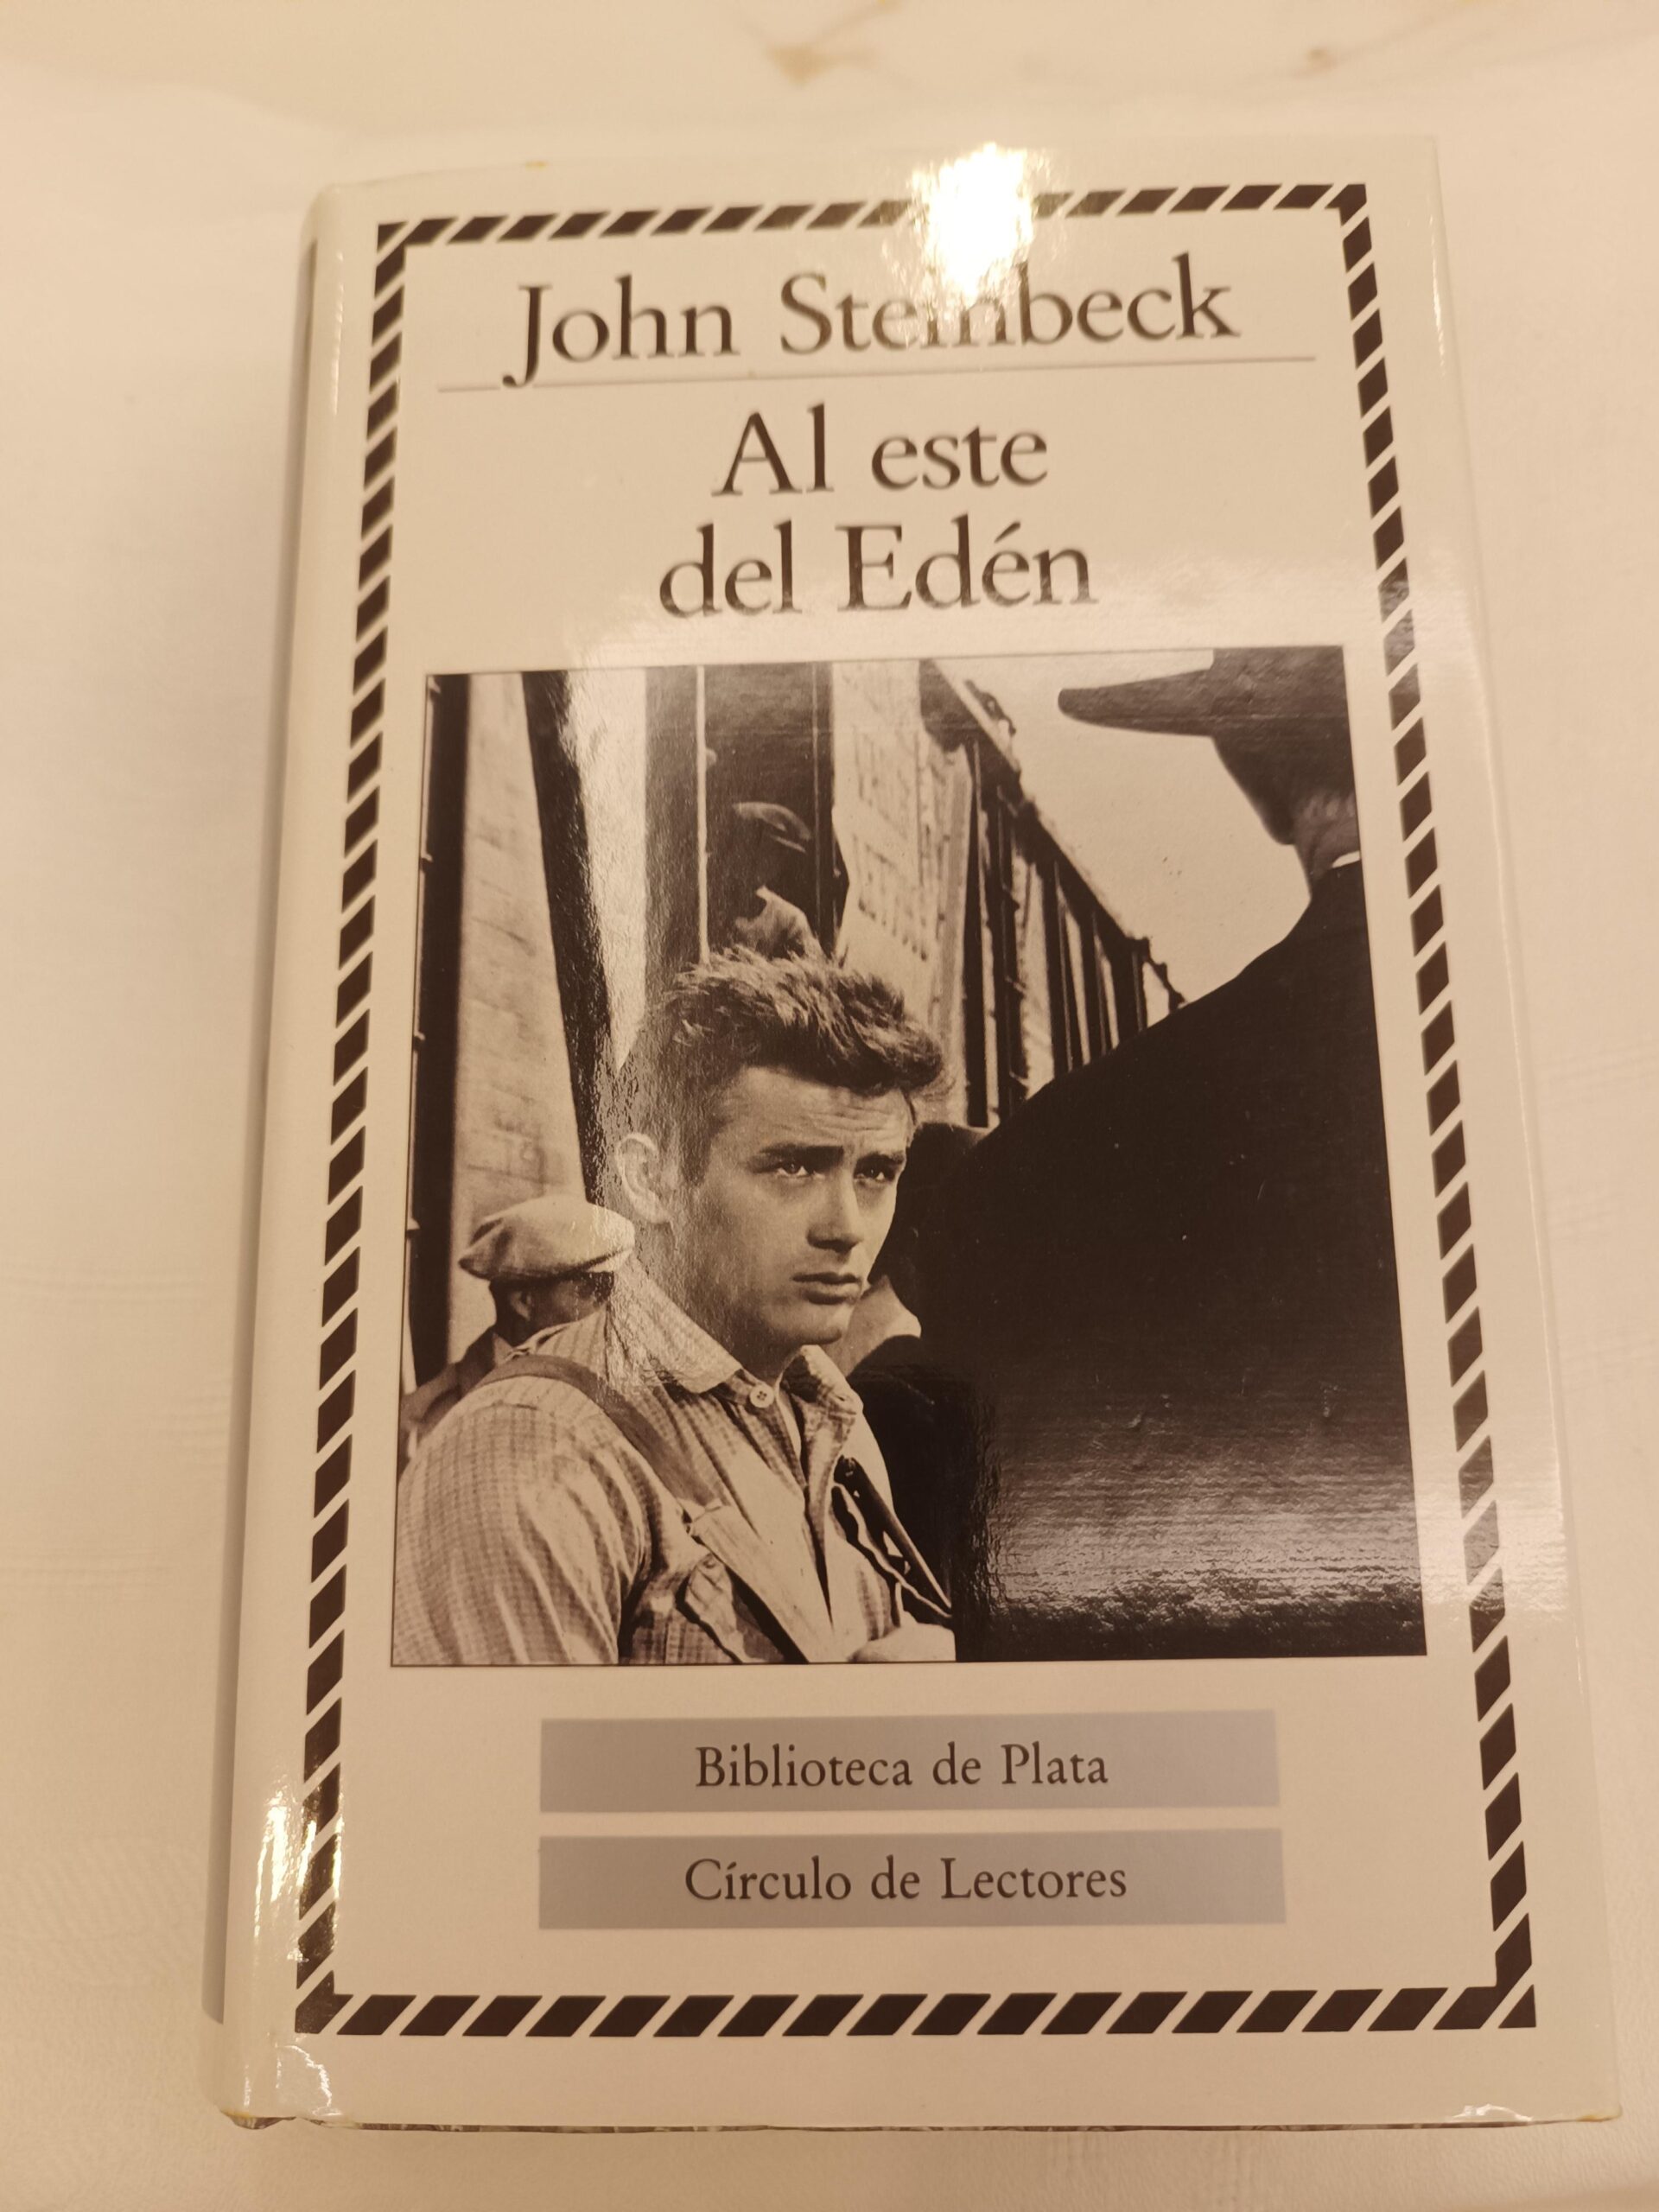 John Steinbeck
Al este
del Edén
Biblioteca de Plata
Círculo de Lectores